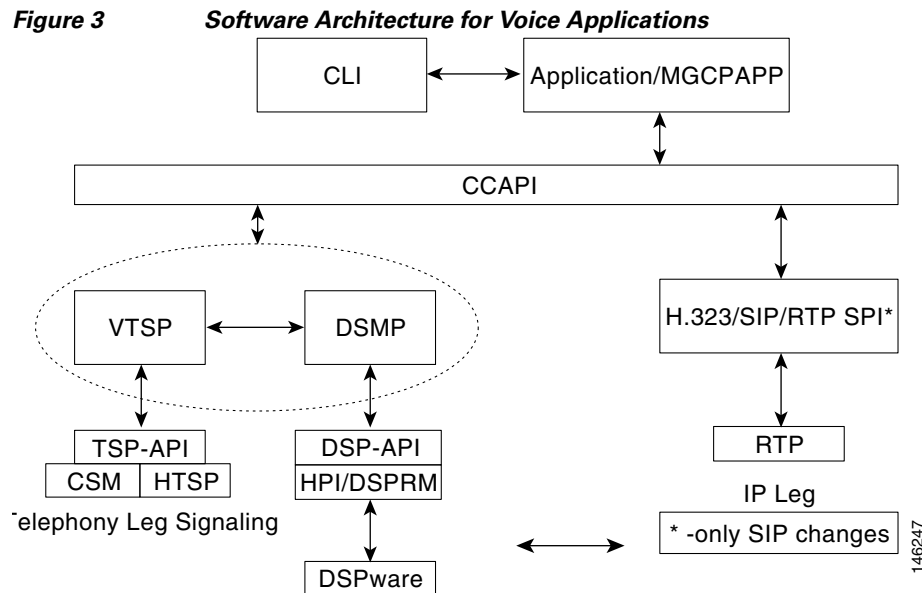 Figure 3 Software Architecture for Voice Applications
CLI
Application/MGCPAPP
CCAPI
VTSP
DSMP
H.323/SIP/RTP SPI*
TSP-API
DSP-API
RTP
CSM
HTSP
HPI/DSPRM
IP Leg
elephony Leg Signaling
* -only SIP changes
DSPware
146247